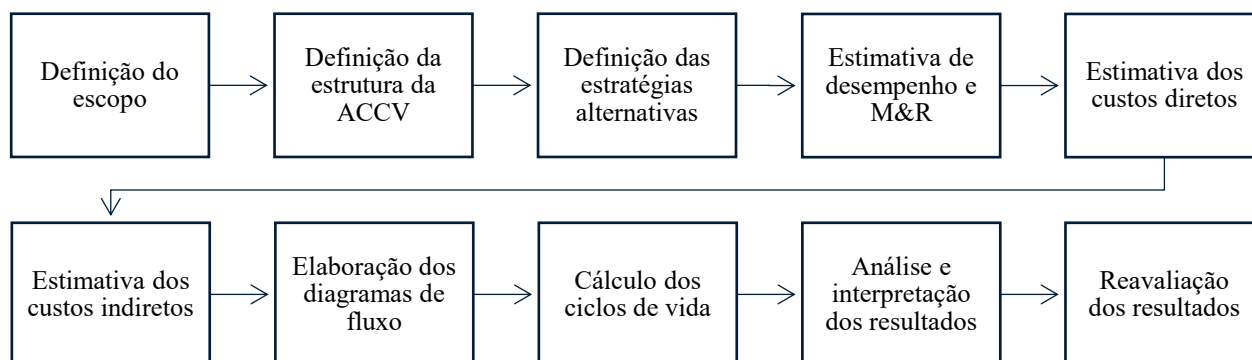 Definição do
escopo
Definição da
estrutura da
ACCV
Definição das
estratégias
alternativas
Estimativa de
desempenho e
M&R
Estimativa dos
custos diretos
Estimativa dos
custos indiretos
Elaboração dos
diagramas de
fluxo
Cálculo dos
ciclos de vida
Análise e
interpretação
dos resultados
Reavaliação
dos resultados